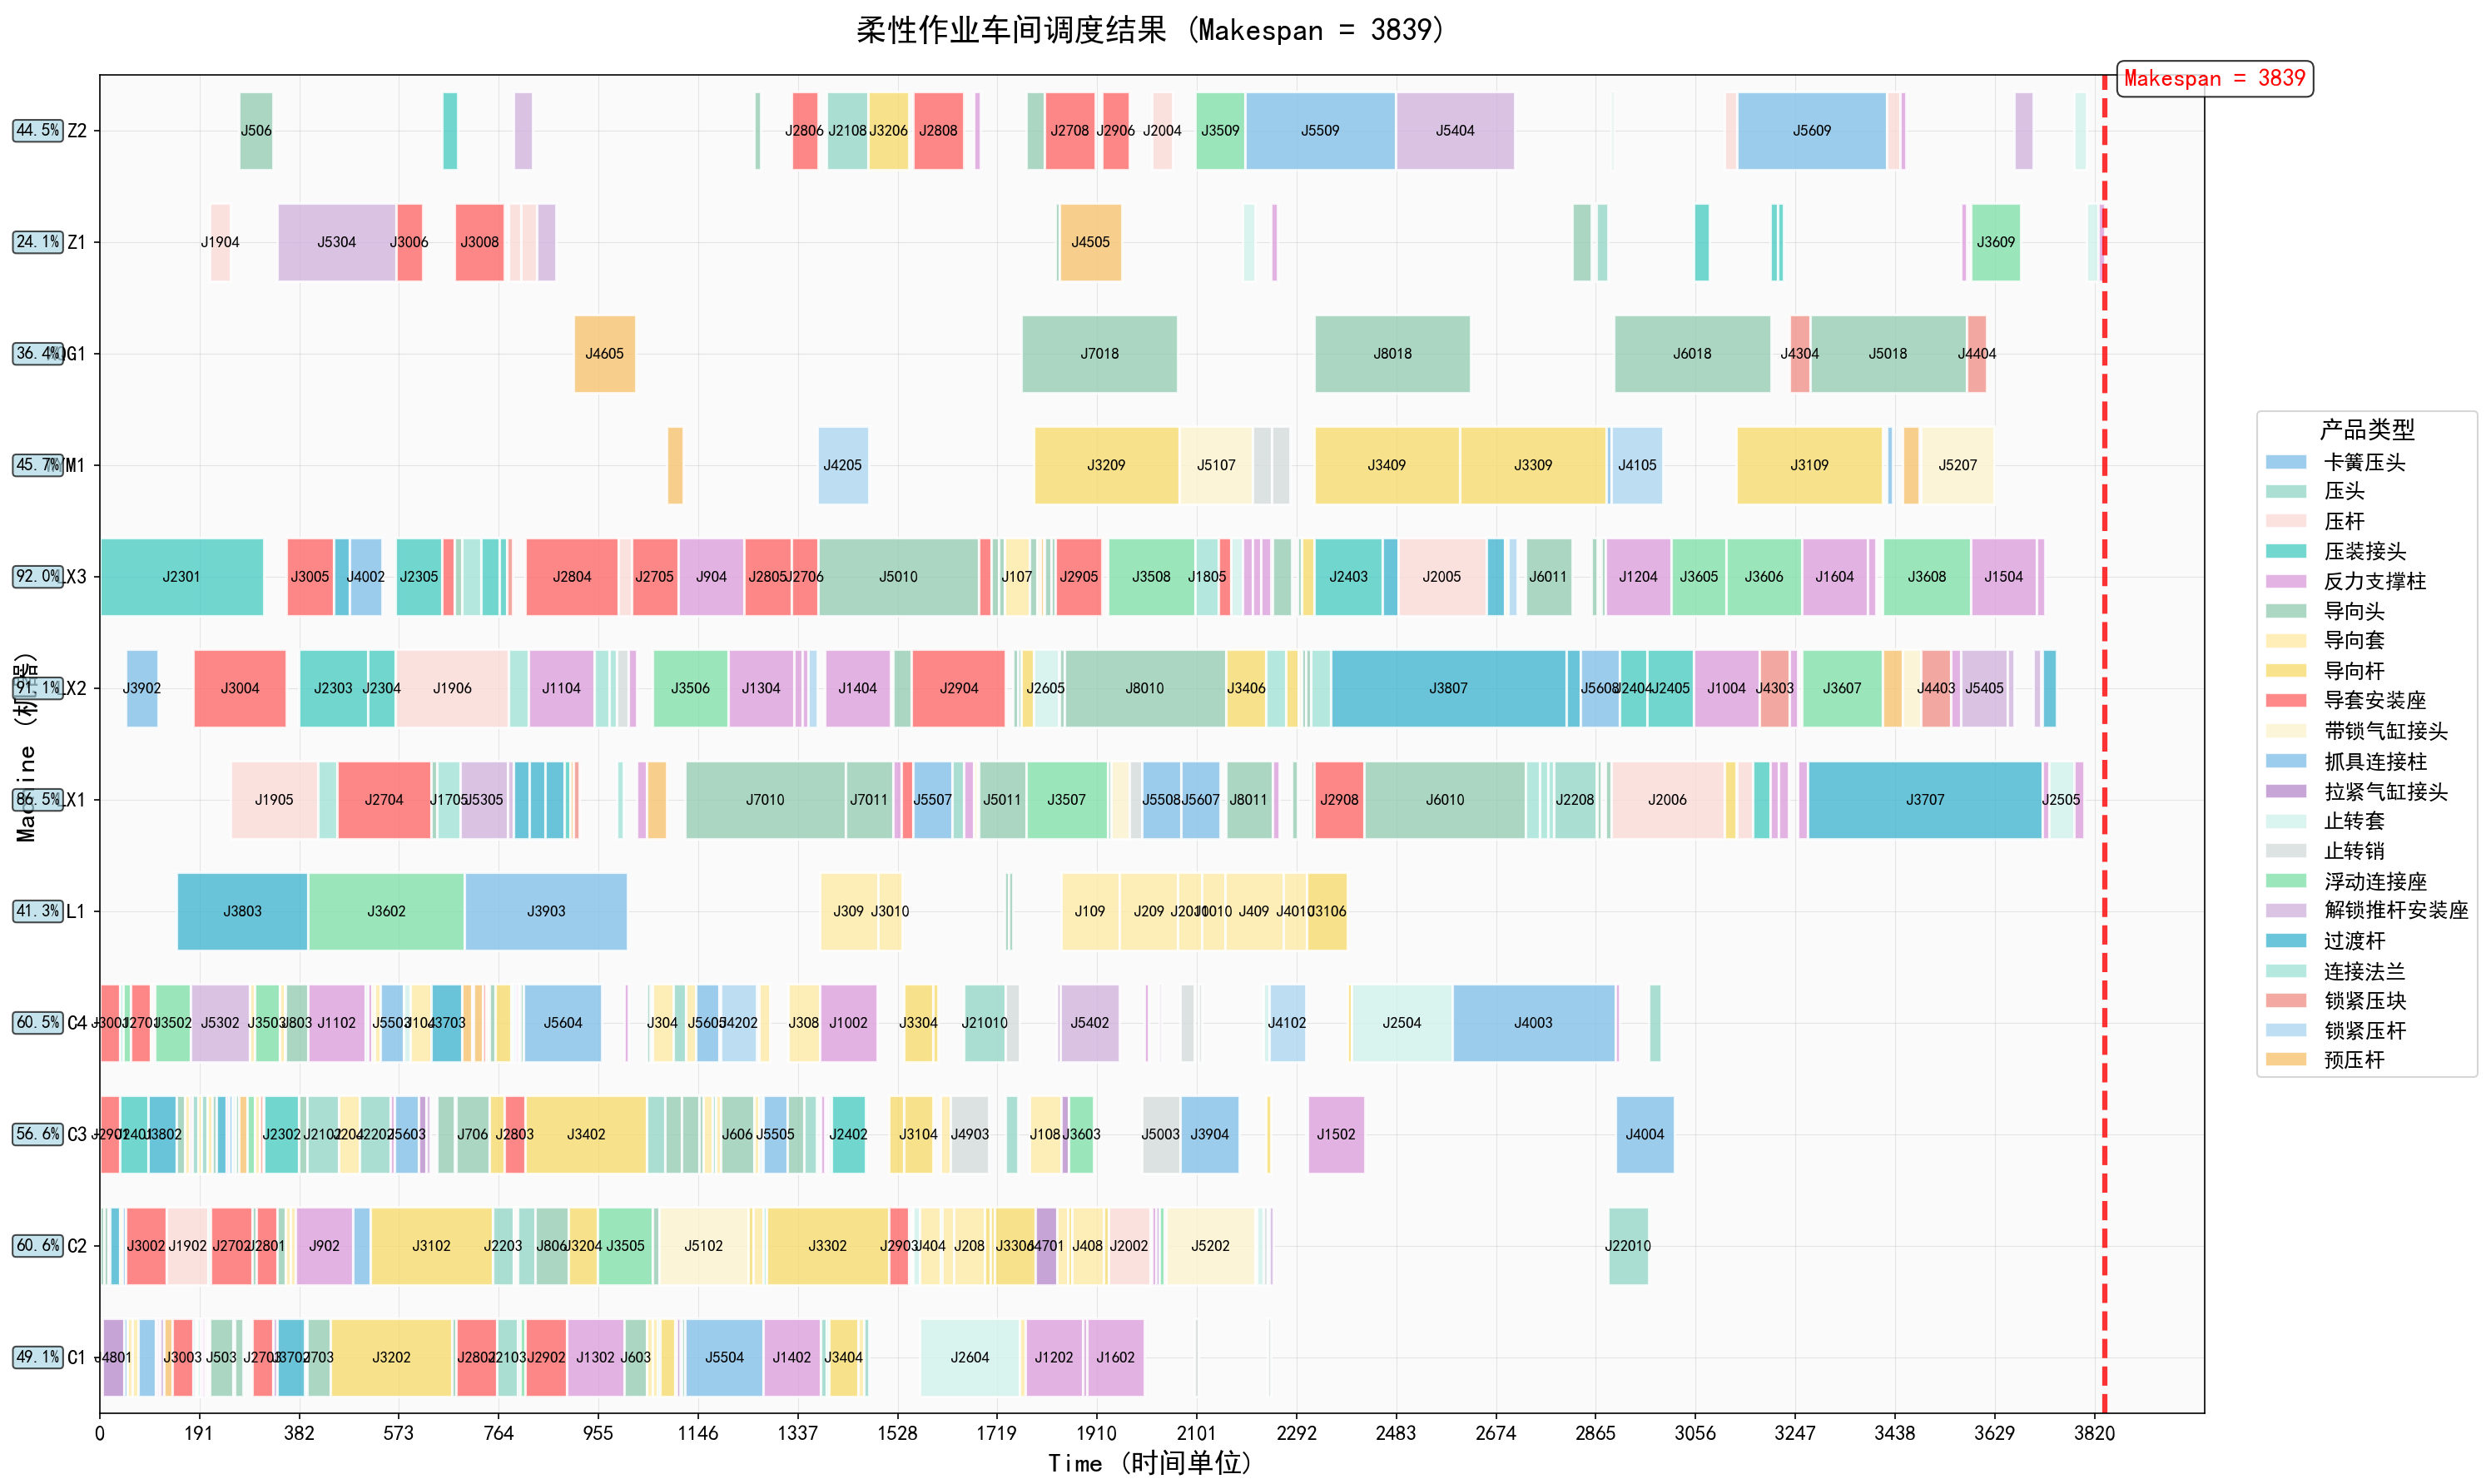 柔性作业车间调度结果 (Makespan = 3839)
Makespan = 3839
44.5% Z2 J506 J2806 J2108 J3206 J2808 J2708 J2906 J2004 J3509 J5509 J5404 J5609
24.1% Z1 J1904 J5304 J3006 J3008 J4505 J3609
36.4% G1 J4605 J7018 J8018 J6018 J4304 J5018 J4404
45.7% M1 J4205 J3209 J5107 J3409 J3309 J4105 J3109 J5207
92.0% LX3 J2301 J3005 J4002 J2305 J2804 J2705 J904 J2805 J2706 J5010 J107 J2905 J3508 J1805 J2403 J2005 J6011 J1204 J3605 J3606 J1604 J3608 J1504
91.1% LX2 J3902 J3004 J2303 J2304 J1906 J1104 J3506 J1304 J1404 J2904 J2605 J8010 J3406 J3807 J5608 J2404 J2405 J1004 J4303 J3607 J4403 J5405
86.5% LX1 J1905 J2704 J1705 J5305 J7010 J7011 J5507 J5011 J3507 J5508 J5607 J8011 J2908 J6010 J2208 J2006 J3707 J2505
41.3% L1 J3803 J3602 J3903 J309 J3010 J109 J209 J2010 J1010 J409 J4010 J3106
60.5% C4 J3001 J2701 J3502 J5302 J3503 J803 J1102 J5503 J104 J3703 J5604 J304 J5605 J4202 J308 J1002 J3304 J21010 J5402 J4102 J2504 J4003
56.6% C3 J2901 J2401 J3802 J2302 J2102 J204 J2202 J5603 J706 J2803 J3402 J606 J5505 J2402 J3104 J4903 J108 J3603 J5003 J3904 J1502 J4004
60.6% C2 J3002 J1902 J2702 J2801 J902 J3102 J2203 J806 J3204 J3505 J5102 J3302 J2903 J404 J208 J3306 J4701 J408 J2002 J5202 J22010
49.1% C1 J4801 J3003 J503 J2703 J3702 J703 J3202 J2802 J2103 J2902 J1302 J603 J5504 J1402 J3404 J2604 J1202 J1602
Machine (机器)
0 191 382 573 764 955 1146 1337 1528 1719 1910 2101 2292 2483 2674 2865 3056 3247 3438 3629 3820
Time (时间单位)
产品类型
卡簧压头
压头
压杆
压装接头
反力支撑柱
导向头
导向套
导向杆
导套安装座
带锁气缸接头
抓具连接柱
拉紧气缸接头
止转套
止转销
浮动连接座
解锁推杆安装座
过渡杆
连接法兰
锁紧压块
锁紧压杆
预压杆